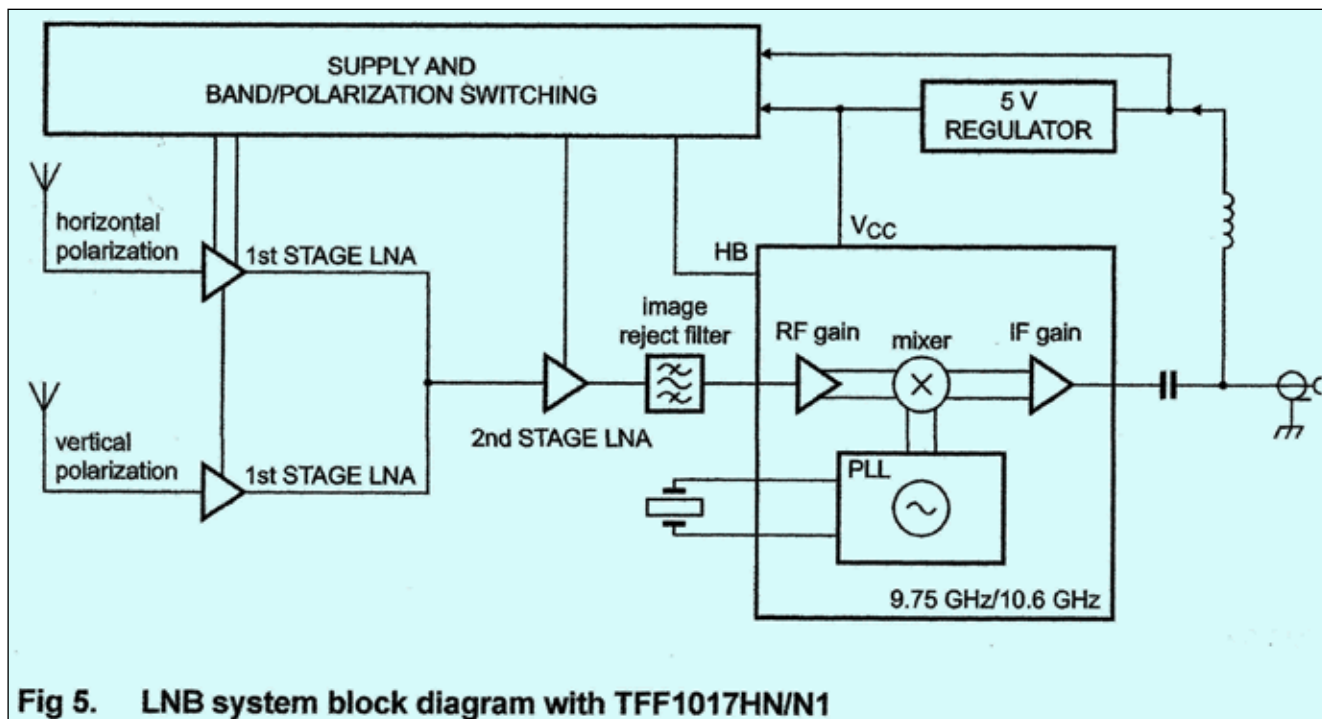 SUPPLY AND
BAND/POLARIZATION SWITCHING
5 V
REGULATOR
horizontal
polarization
1st STAGE LNA
VCC
HB
image
reject filter
RF gain
mixer
IF gain
2nd STAGE LNA
vertical
polarization
1st STAGE LNA
PLL
9.75 GHz/10.6 GHz
Fig 5. LNB system block diagram with TFF1017HN/N1